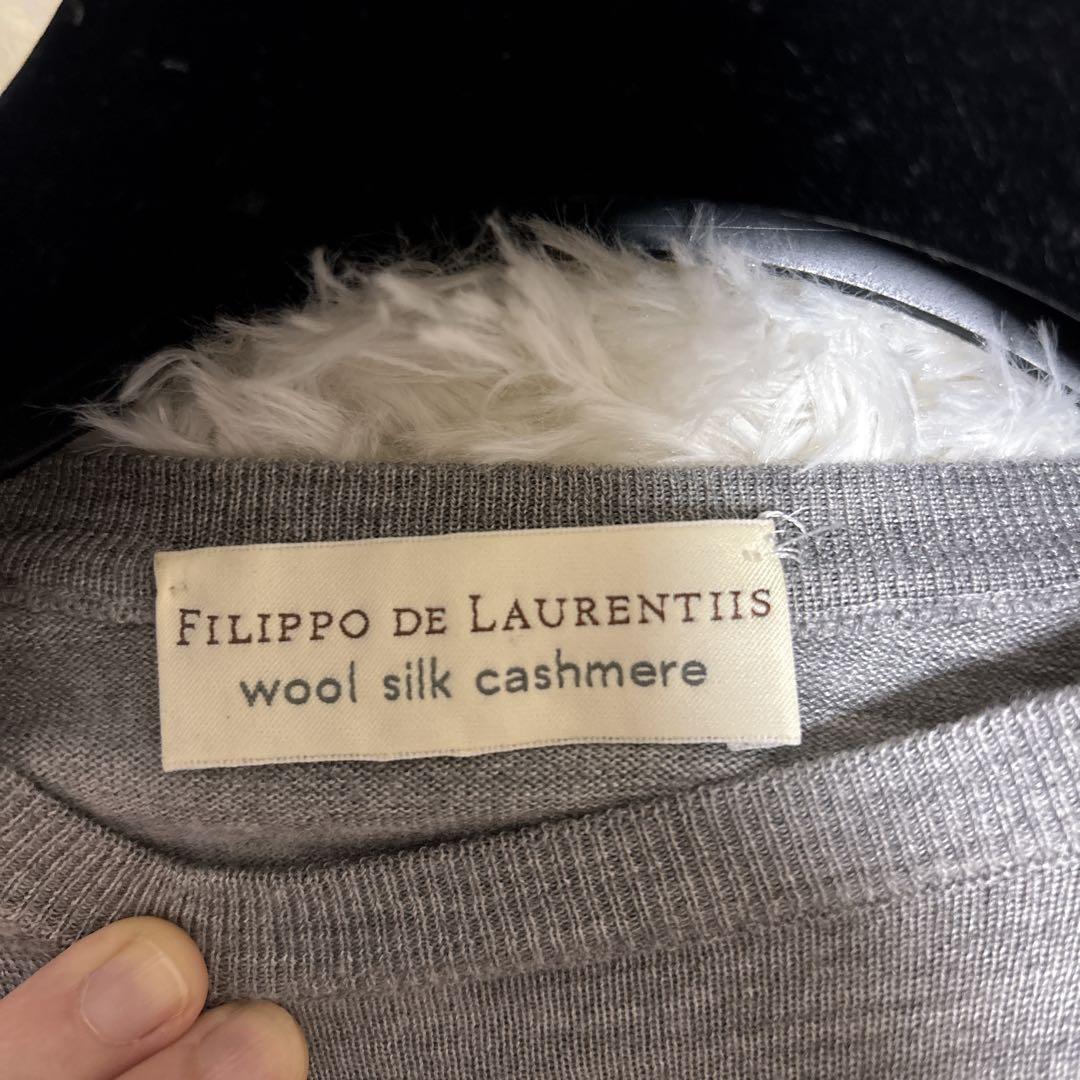 FILIPPO DE LAURENTIIS
wool silk cashmere